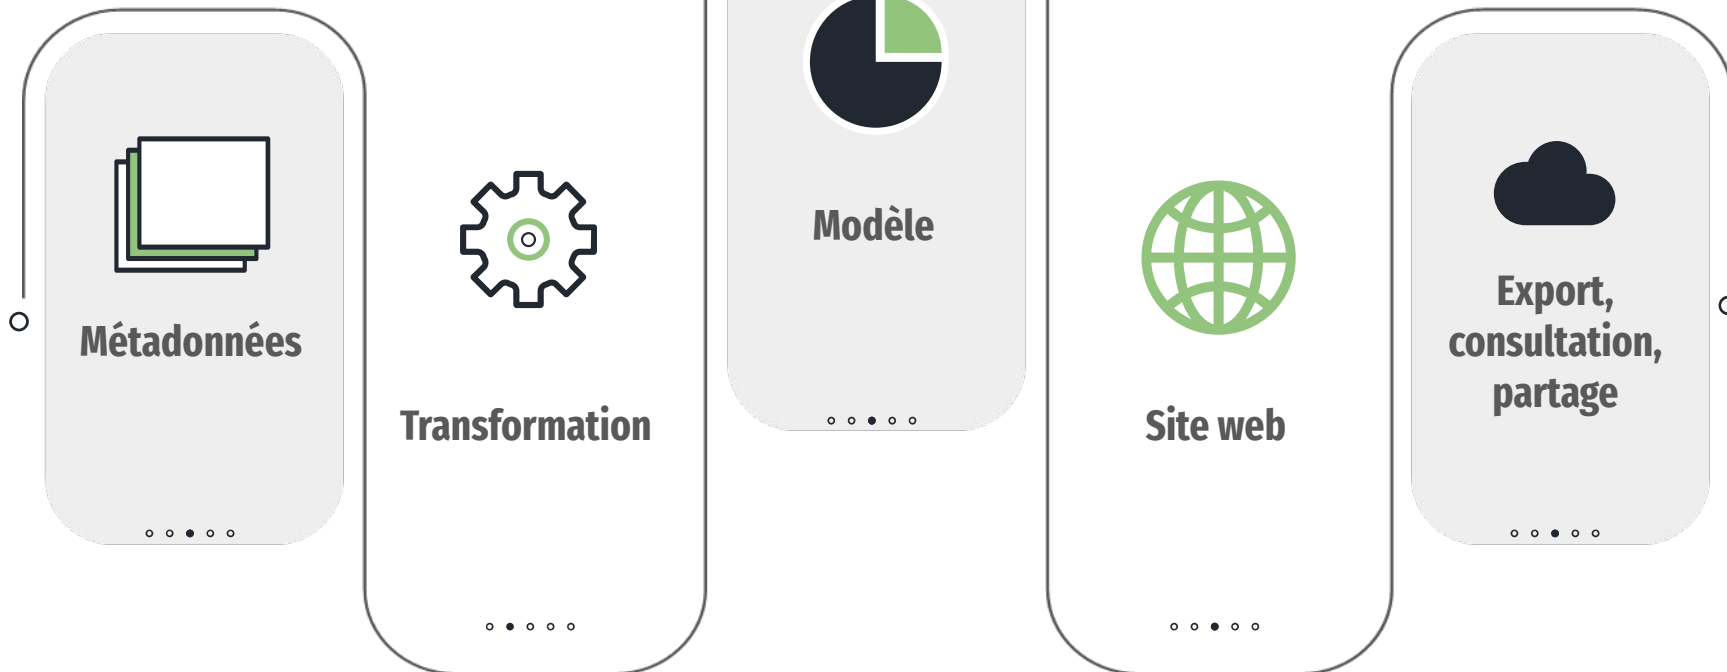 Métadonnées
Transformation
Modèle
Site web
Export,
consultation,
partage